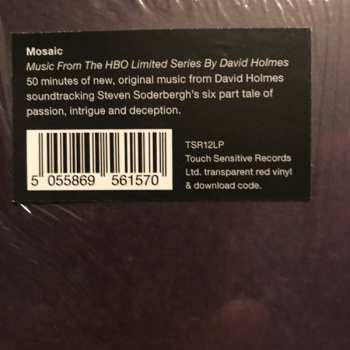 Mosaic
Music From The HBO Limited Series By David Holmes
50 minutes of new, original music from David Holmes
soundtracking Steven Soderbergh's six part tale of
passion, intrigue and deception.
TSR12LP
Touch Sensitive Records
Ltd. transparent red vinyl
& download code.
5 055869 561570